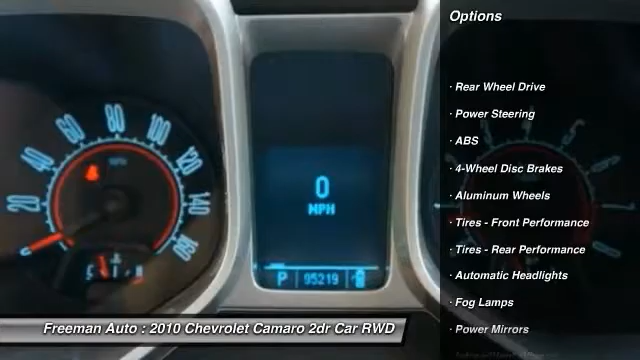 Options
· Rear Wheel Drive
· Power Steering
· ABS
· 4-Wheel Disc Brakes
· Aluminum Wheels
· Tires - Front Performance
· Tires - Rear Performance
· Automatic Headlights
· Fog Lamps
· Power Mirrors
20 40 60 80 100 120 140 160
MPH
0
MPH
P 95219
Freeman Auto : 2010 Chevrolet Camaro 2dr Car RWD